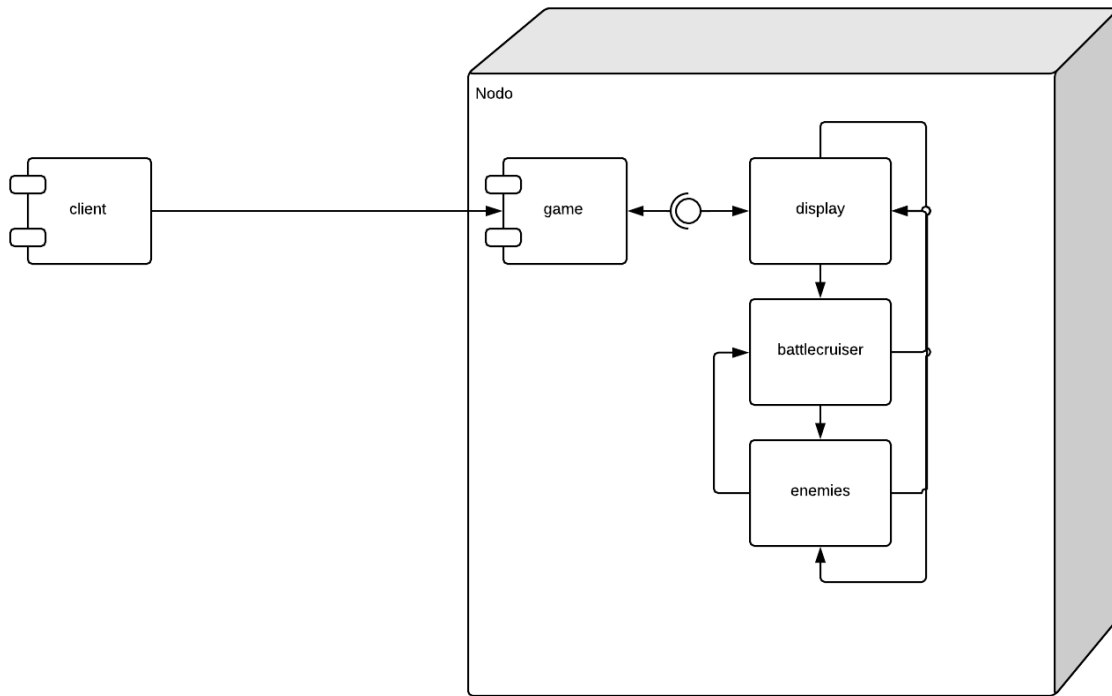 Nodo
client
game
display
battlecruiser
enemies